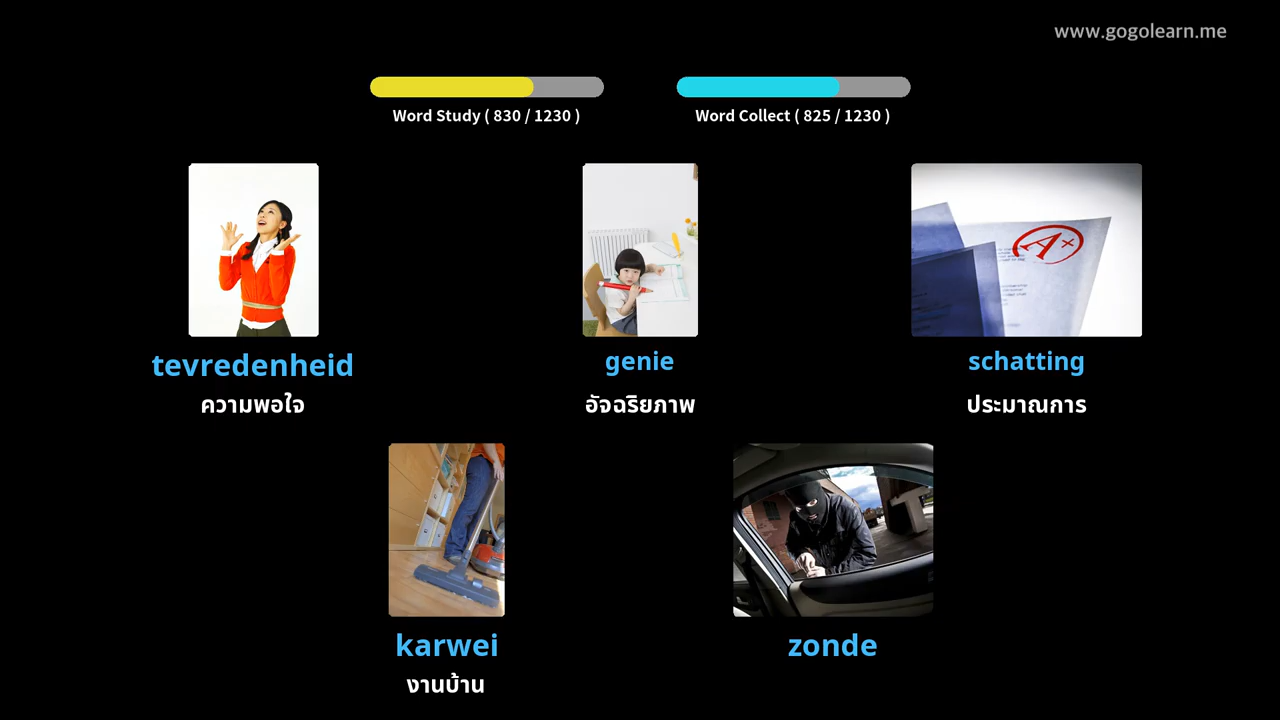 www.gogolearn.me
Word Study ( 830 / 1230 )
Word Collect ( 825 / 1230 )
tevredenheid
ความพอใจ
genie
อัจฉริยภาพ
schatting
ประมาณการ
A+
karwei
งานบ้าน
zonde